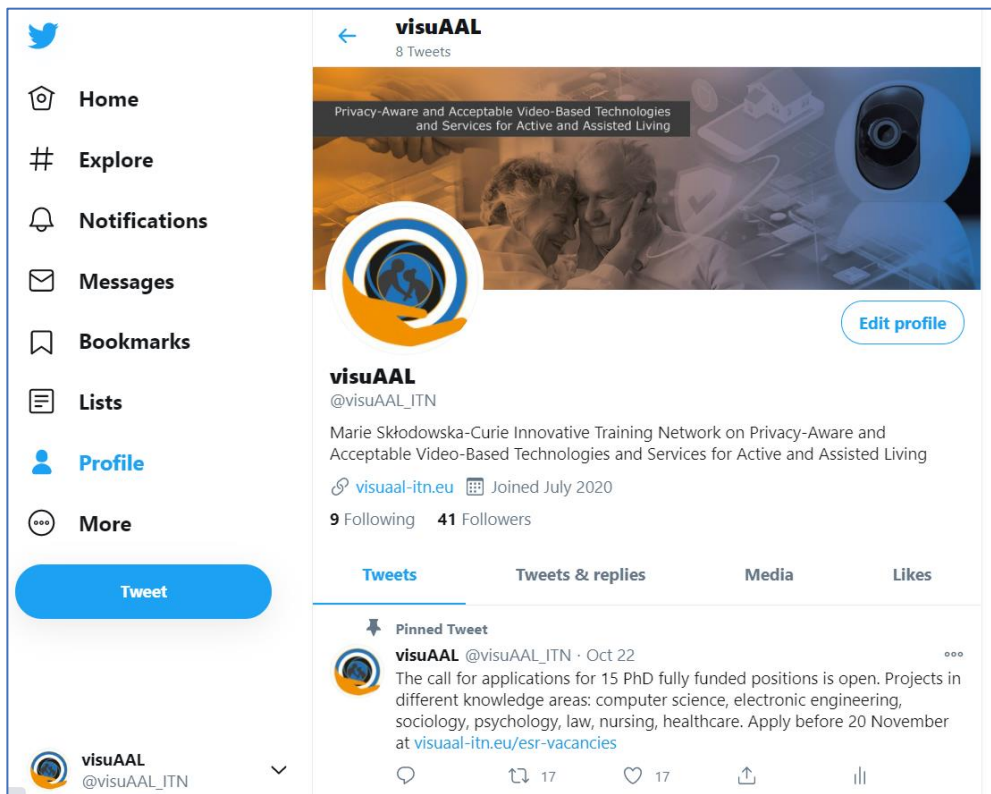 Home
Explore
Notifications
Messages
Bookmarks
Lists
Profile
More
Tweet
visuAAL
@visuAAL_ITN
visuAAL
8 Tweets
Privacy-Aware and Acceptable Video-Based Technologies
and Services for Active and Assisted Living
Edit profile
visuAAL
@visuAAL_ITN
Marie Skłodowska-Curie Innovative Training Network on Privacy-Aware and
Acceptable Video-Based Technologies and Services for Active and Assisted Living
visuaal-itn.eu Joined July 2020
9 Following 41 Followers
Tweets Tweets & replies Media Likes
Pinned Tweet
visuAAL @visuAAL_ITN · Oct 22
The call for applications for 15 PhD fully funded positions is open. Projects in
different knowledge areas: computer science, electronic engineering,
sociology, psychology, law, nursing, healthcare. Apply before 20 November
at visuaal-itn.eu/esr-vacancies
17 17